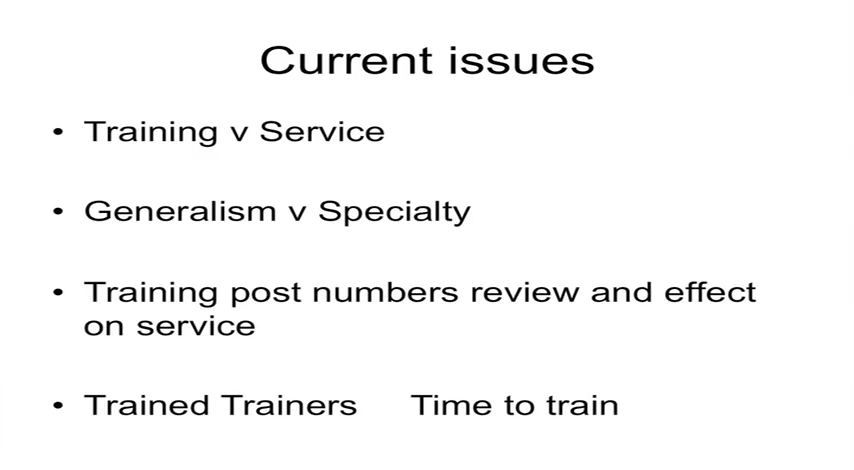 Current issues
• Training v Service
• Generalism v Specialty
• Training post numbers review and effect
on service
• Trained Trainers Time to train